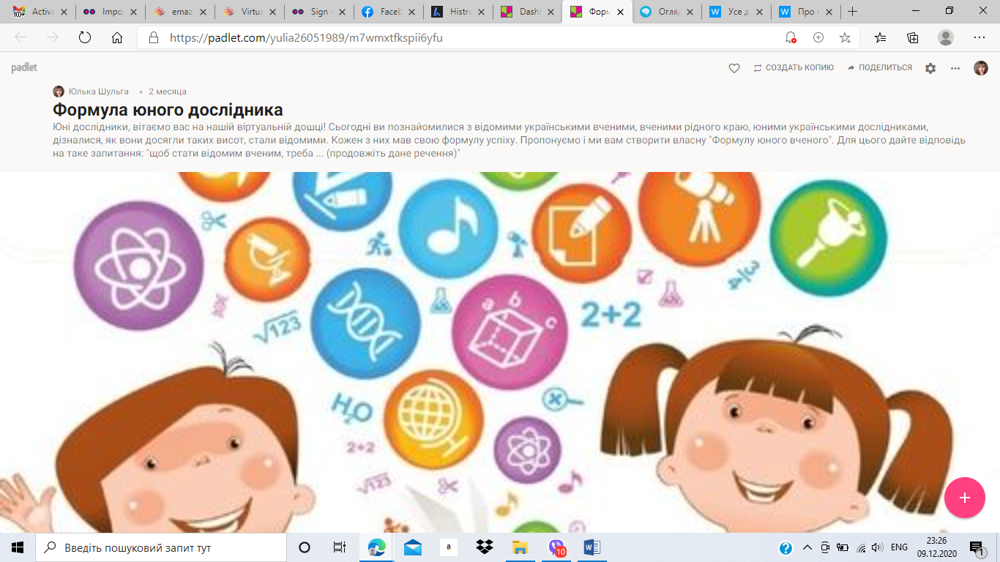 Activa
Impo
emaz
Virtua
Sign
Faceb
Histro
Dashl
Форм
Огля
Усе д
Про
https://padlet.com/yulia26051989/m7wmxtfkspii6yfu
padlet
СОЗДАТЬ КОПИЮ
ПОДЕЛИТЬСЯ
Юлька Шульга • 2 месяца
Формула юного дослідника
Юні дослідники, вітаємо вас на нашій віртуальній дошці! Сьогодні ви познайомилися з відомими українськими вченими, вченими рідного краю, юними українськими дослідниками,
дізналися, як вони досягли таких висот, стали відомими. Кожен з них мав свою формулу успіху. Пропонуємо і ми вам створити власну "Формулу юного вченого". Для цього дайте відповідь
на таке запитання: "щоб стати відомим вченим, треба ... (продовжіть дане речення)"
3/4
a b c
2+2
√123
H₂O
2+2
√123
Введіть пошуковий запит тут
a
10
ENG
23:26
09.12.2020
1